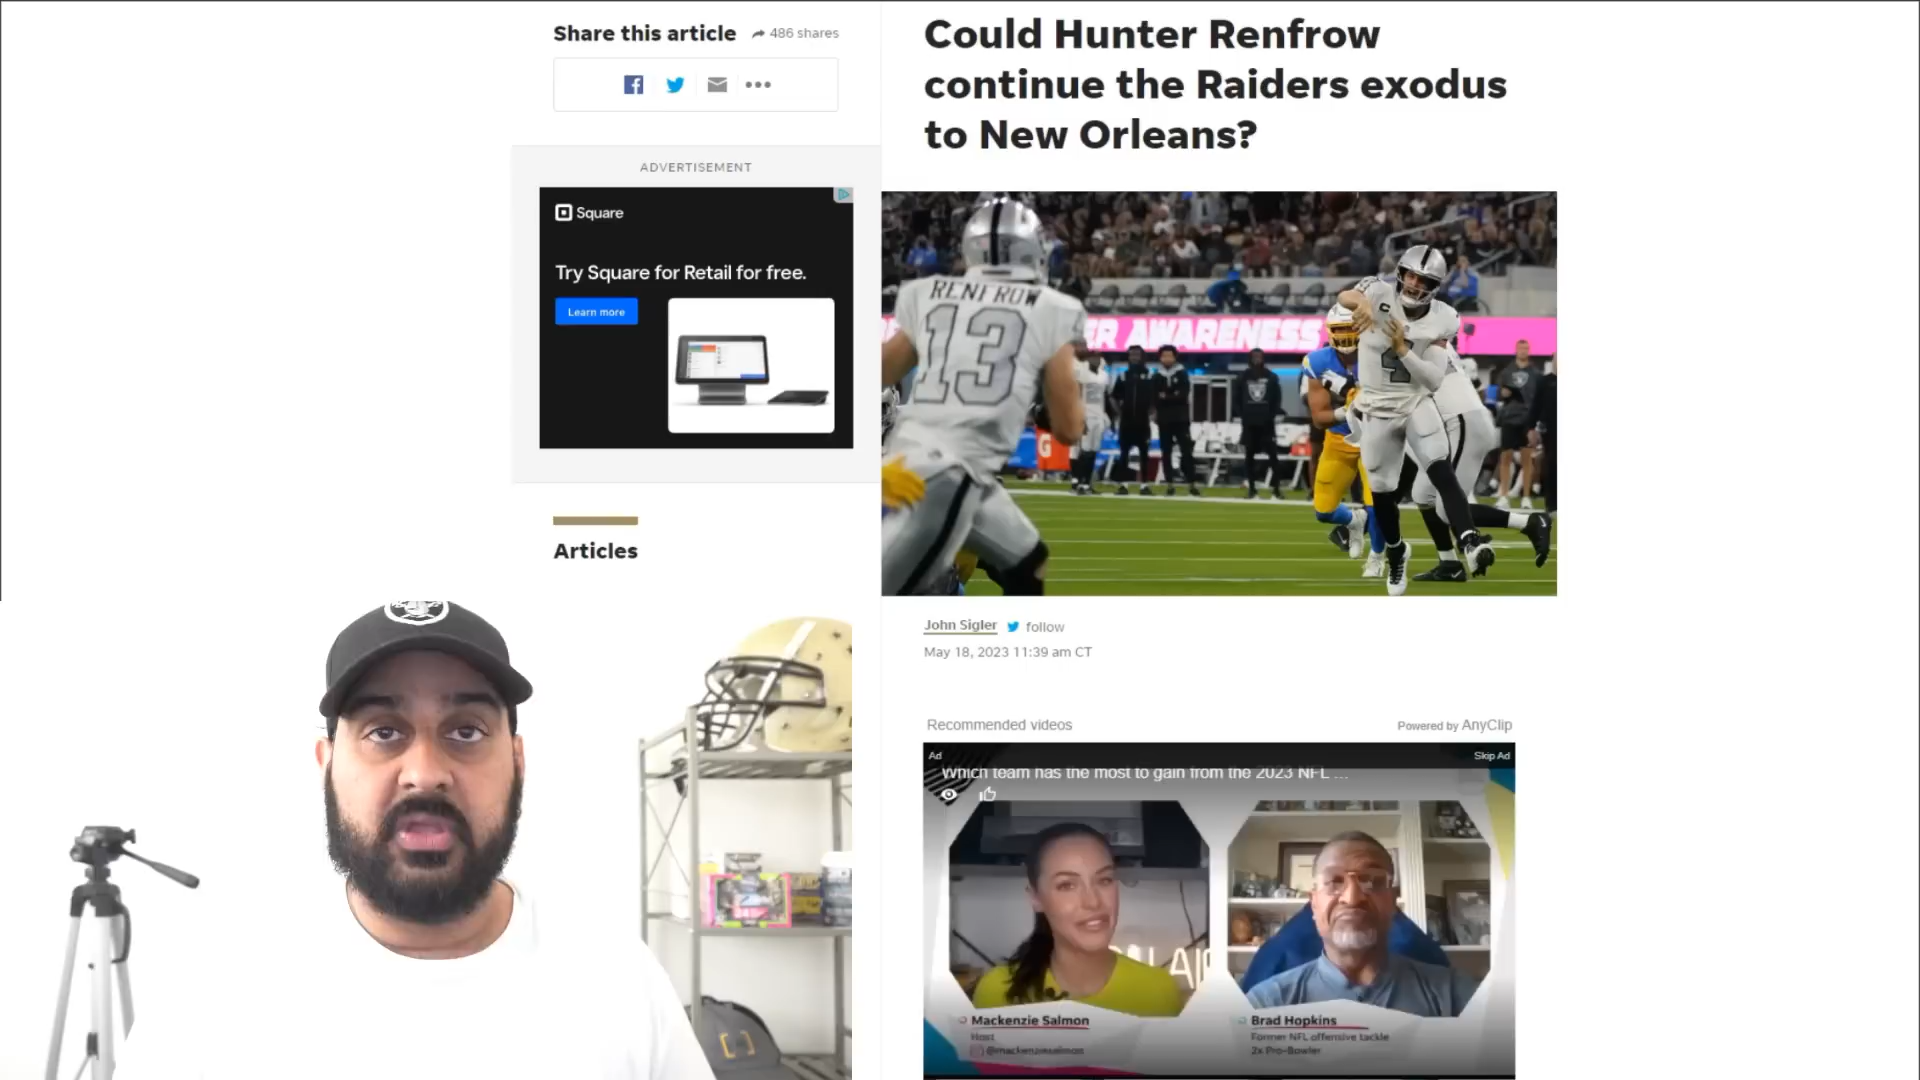 Share this article
486 shares
ADVERTISEMENT
Square
Try Square for Retail for free.
Learn more
Articles
Could Hunter Renfrow
continue the Raiders exodus
to New Orleans?
RENFROW
13
ER AWARENESS
C
4
G
John Sigler
follow
May 18, 2023 11:39 am CT
Recommended videos
Powered by AnyClip
Ad
Skip Ad
Which team has the most to gain from the 2023 NFL ...
Mackenzie Salmon
Host
@mackenziesalmon
Brad Hopkins
Former NFL offensive tackle
2x Pro-Bowler